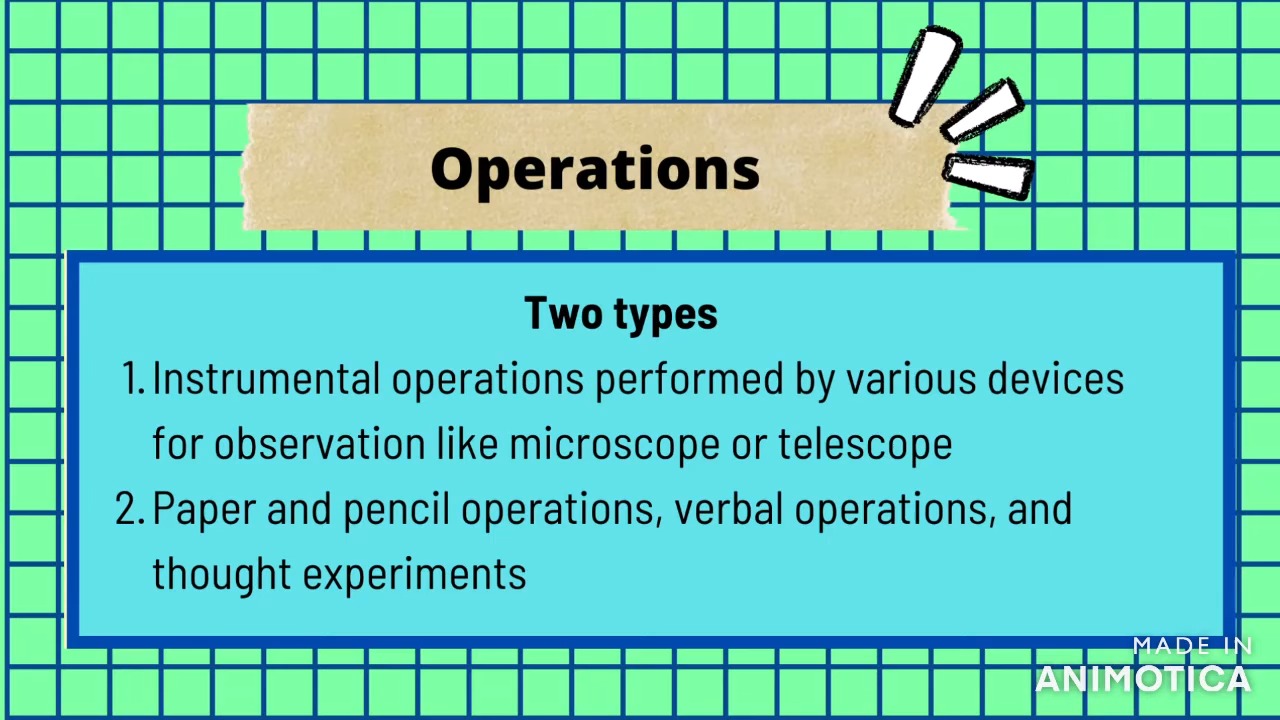 Operations
Two types
1. Instrumental operations performed by various devices
for observation like microscope or telescope
2. Paper and pencil operations, verbal operations, and
thought experiments
MADE IN
ANIMOTICA